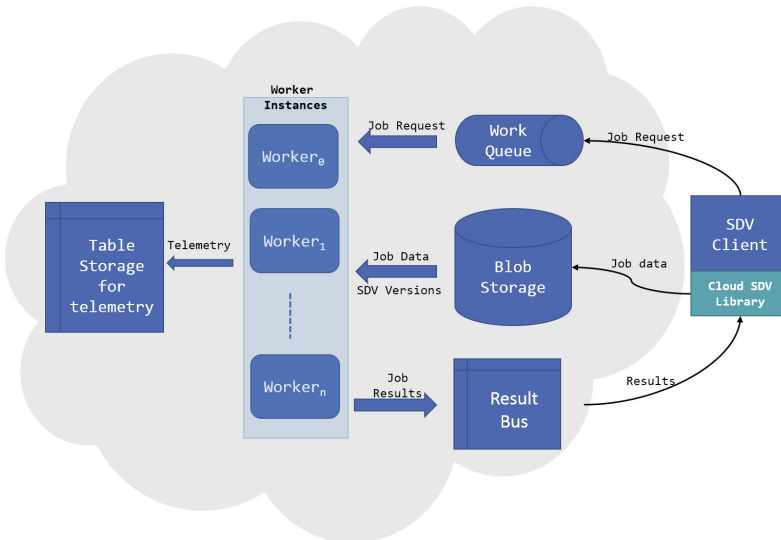 Worker
Instances
Worker0
Worker1
Workern
Job Request
Work
Queue
Job Request
Telemetry
Table
Storage
for
telemetry
Job Data
SDV Versions
Blob
Storage
Job data
SDV
Client
Cloud SDV
Library
Job
Results
Result
Bus
Results